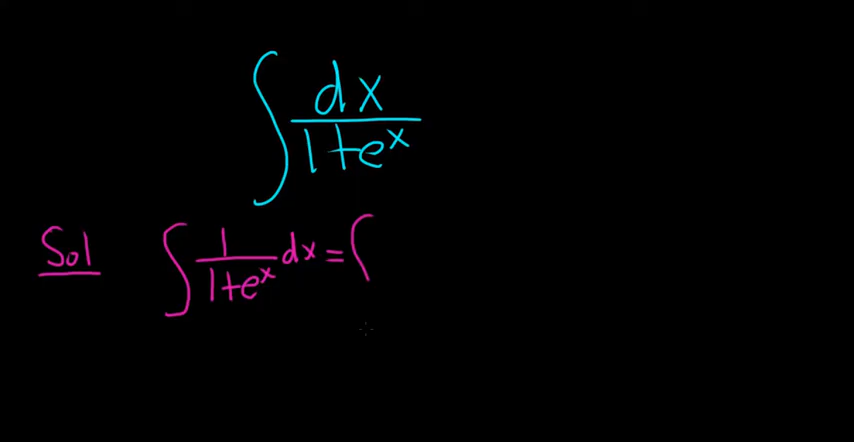 ∫ dx/(1+e^x)
Sol ∫ 1/(1+e^x) dx = ∫